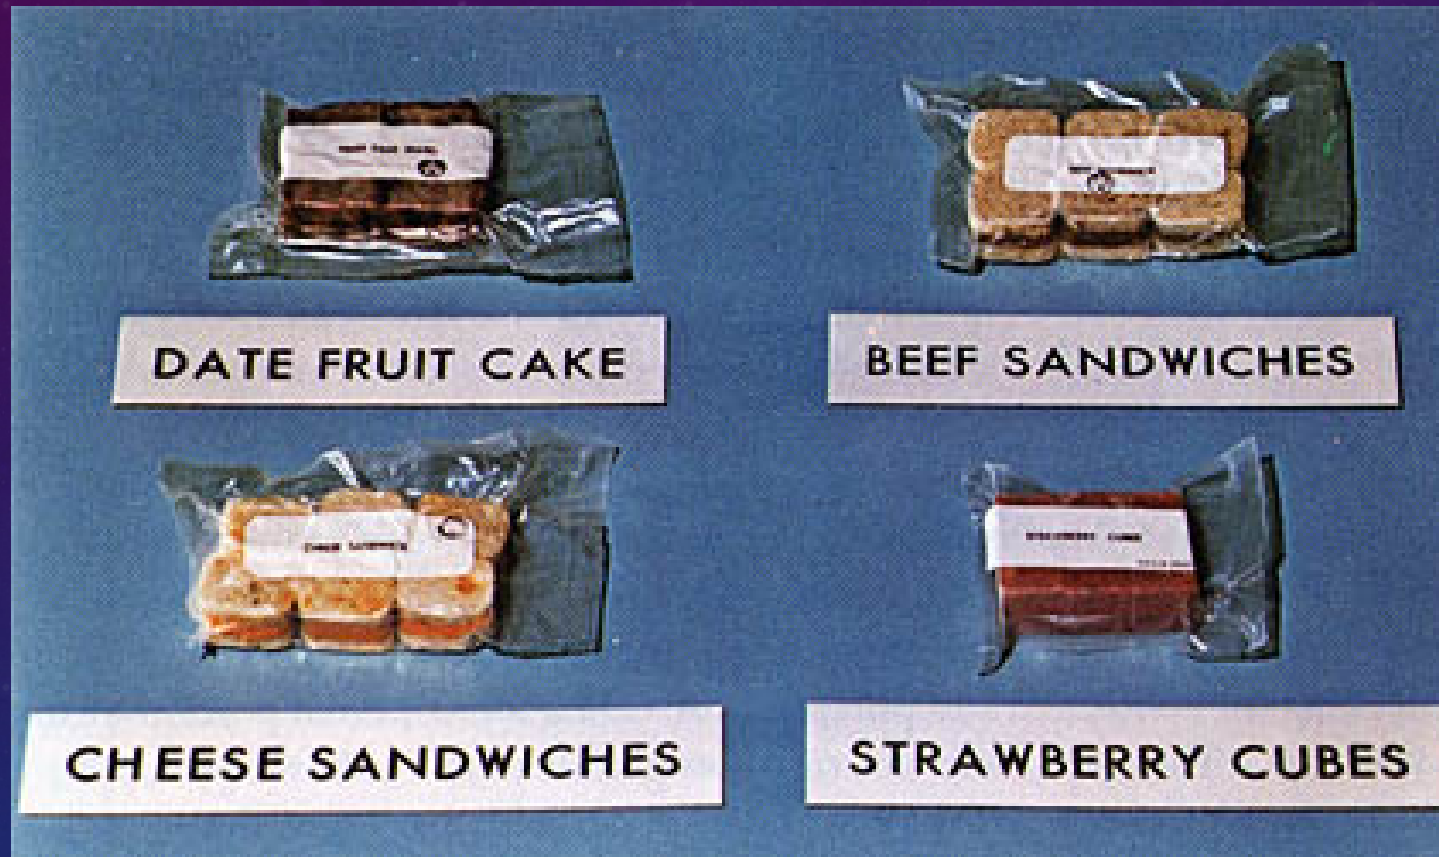 DATE FRUIT CAKE
BEEF SANDWICHES
CHEESE SANDWICHES
STRAWBERRY CUBES